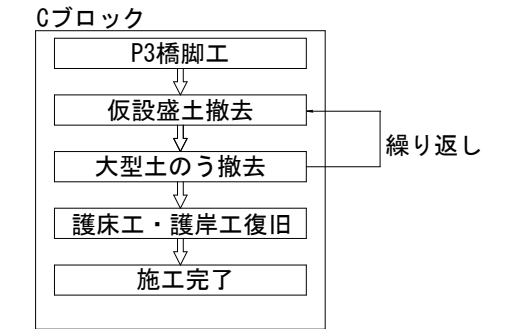 Cブロック
P3橋脚工
仮設盛土撤去
大型土のう撤去
繰り返し
護床工・護岸工復旧
施工完了